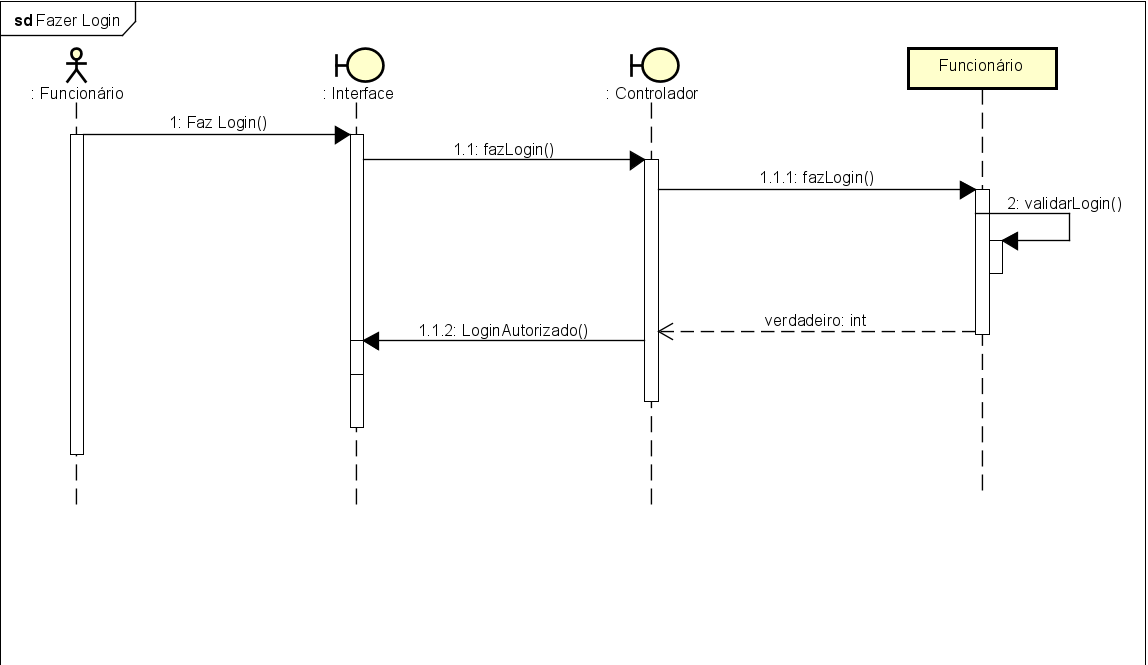 sd Fazer Login
: Funcionário
: Interface
: Controlador
Funcionário
1: Faz Login()
1.1: fazLogin()
1.1.1: fazLogin()
2: validarLogin()
verdadeiro: int
1.1.2: LoginAutorizado()